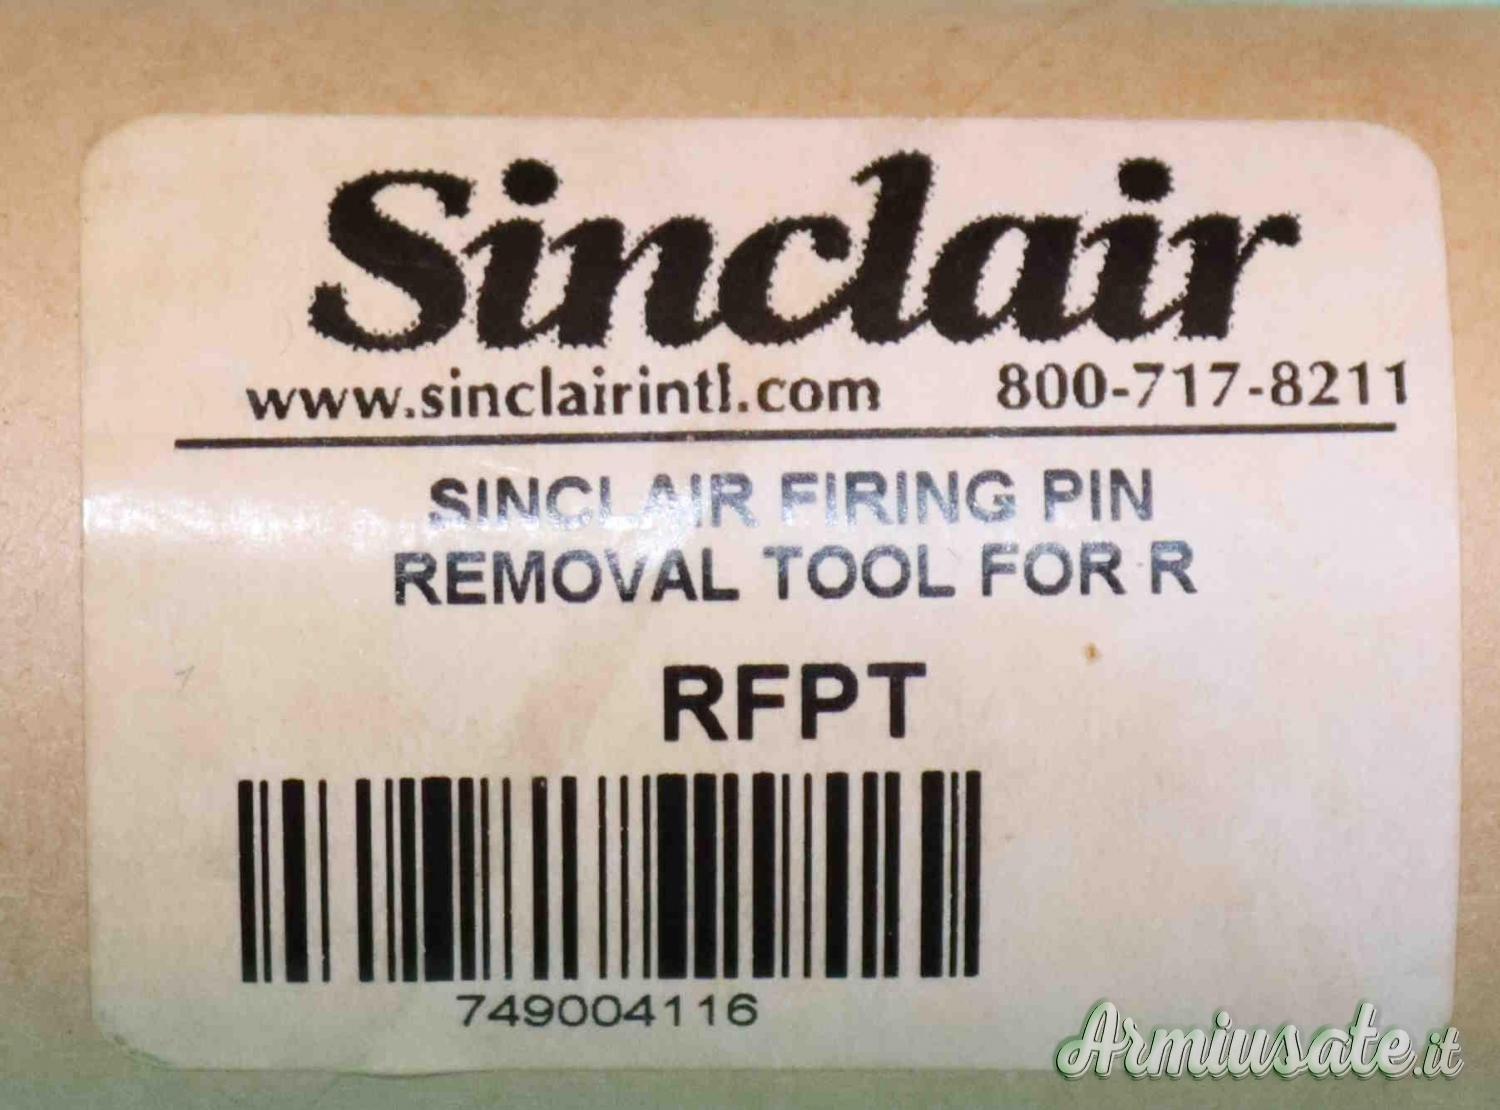 Sinclair
www.sinclairintl.com 800-717-8211
SINCLAIR FIRING PIN
REMOVAL TOOL FOR R
RFPT
749004116
Armiusate.it